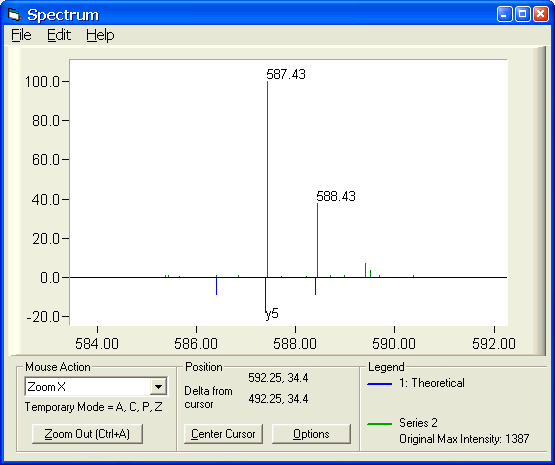 Spectrum
File Edit Help
587.43
100.0
80.0
60.0
588.43
40.0
20.0
0.0
y5
-20.0
584.00 586.00 588.00 590.00 592.00
Mouse Action
Zoom X
Temporary Mode = A, C, P, Z
Zoom Out (Ctrl+A)
Position
592.25, 34.4
Delta from
cursor
492.25, 34.4
Center Cursor Options
Legend
1: Theoretical
Series 2
Original Max Intensity: 1387